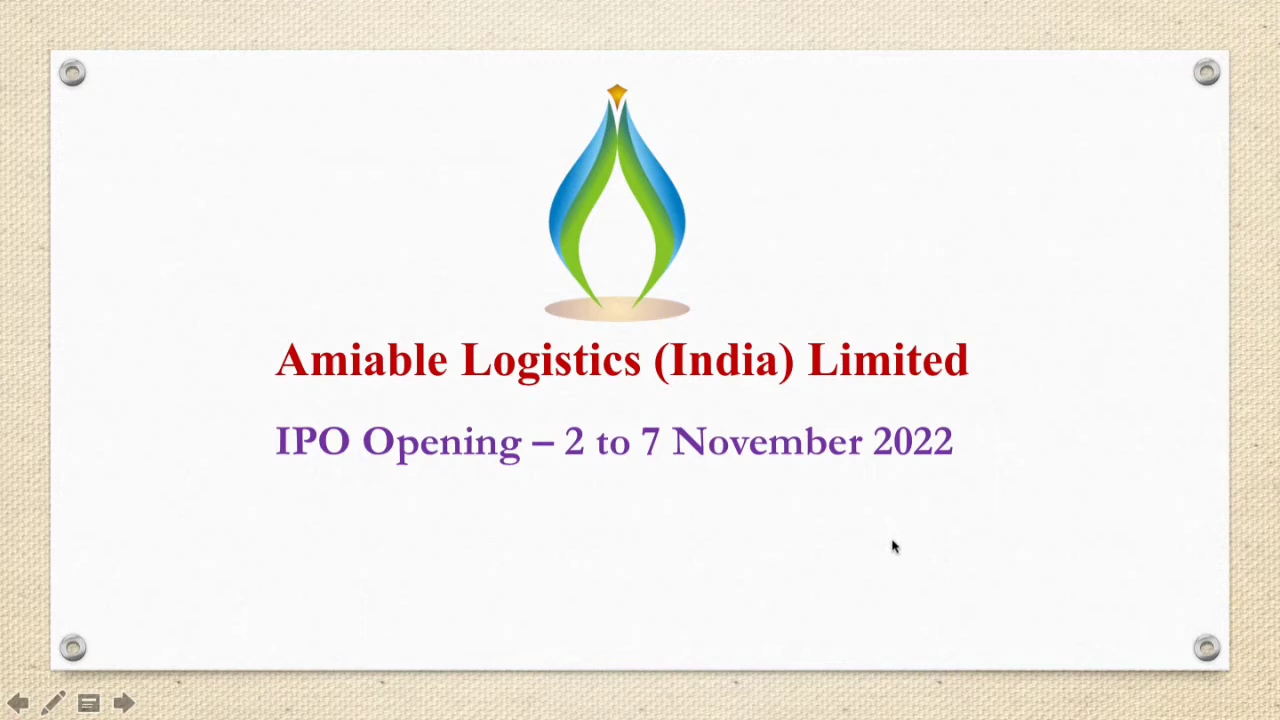 Amiable Logistics (India) Limited
IPO Opening – 2 to 7 November 2022